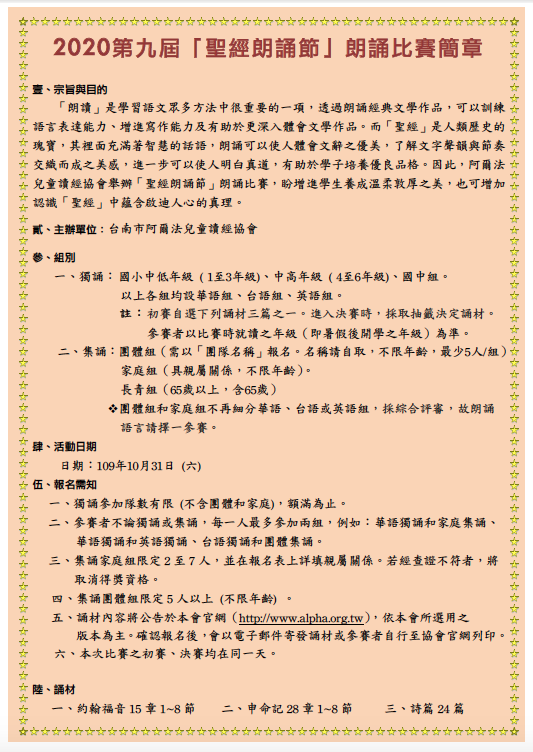 2020第九屆「聖經朗誦節」朗誦比賽簡章
壹、宗旨與目的
「朗讀」是學習語文眾多方法中很重要的一項，透過朗誦經典文學作品，可以訓練
語言表達能力、增進寫作能力及有助於更深入體會文學作品。而「聖經」是人類歷史的
瑰寶，其裡面充滿著智慧的話語，朗誦可以使人體會文辭之優美，了解文字聲韻與節奏
交織而成之美感，進一步可以使人明白真道，有助於學子培養優良品格。因此，阿爾法
兒童讀經協會舉辦「聖經朗誦節」朗誦比賽，盼增進學生養成溫柔敦厚之美，也可增加
認識「聖經」中蘊含啟迪人心的真理。
貳、主辦單位：台南市阿爾法兒童讀經協會
參、組別
一、獨誦：國小中低年級 ( 1至3年級)、中高年級 ( 4至6年級)、國中組。
以上各組均設華語組、台語組、英語組。
註：初賽自選下列誦材三篇之一。進入決賽時，採取抽籤決定誦材。
參賽者以比賽時就讀之年級（即暑假後開學之年級）為準。
二、集誦：團體組（需以「團隊名稱」報名。名稱請自取，不限年齡，最少5人/組）
家庭組（具親屬關係，不限年齡）。
長青組（65歲以上，含65歲）
❖團體組和家庭組不再細分華語、台語或英語組，採綜合評審，故朗誦
語言請擇一參賽。
肆、活動日期
日期：109年10月31日 (六)
伍、報名需知
一、獨誦參加隊數有限 (不含團體和家庭)，額滿為止。
二、參賽者不論獨誦或集誦，每一人最多參加兩組，例如：華語獨誦和家庭集誦、
華語獨誦和英語獨誦、台語獨誦和團體集誦。
三、集誦家庭組限定 2 至 7 人，並在報名表上詳填親屬關係。若經查證不符者，將
取消得獎資格。
四、集誦團體組限定 5 人以上 (不限年齡) 。
五、誦材內容將公告於本會官網（http://www.alpha.org.tw），依本會所選用之
版本為主。確認報名後，會以電子郵件寄發誦材或參賽者自行至協會官網列印。
六、本次比賽之初賽、決賽均在同一天。
陸、誦材
一、約翰福音 15 章 1~8 節 二、申命記 28 章 1~8 節 三、詩篇 24 篇